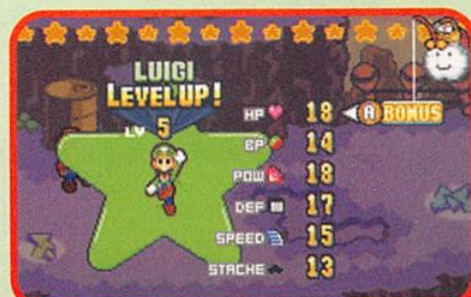 LUIGI
LEVEL UP!
LV 5
HP 18 A BONUS
BP 14
POW 18
DEF 17
SPEED 15
STACHE 13